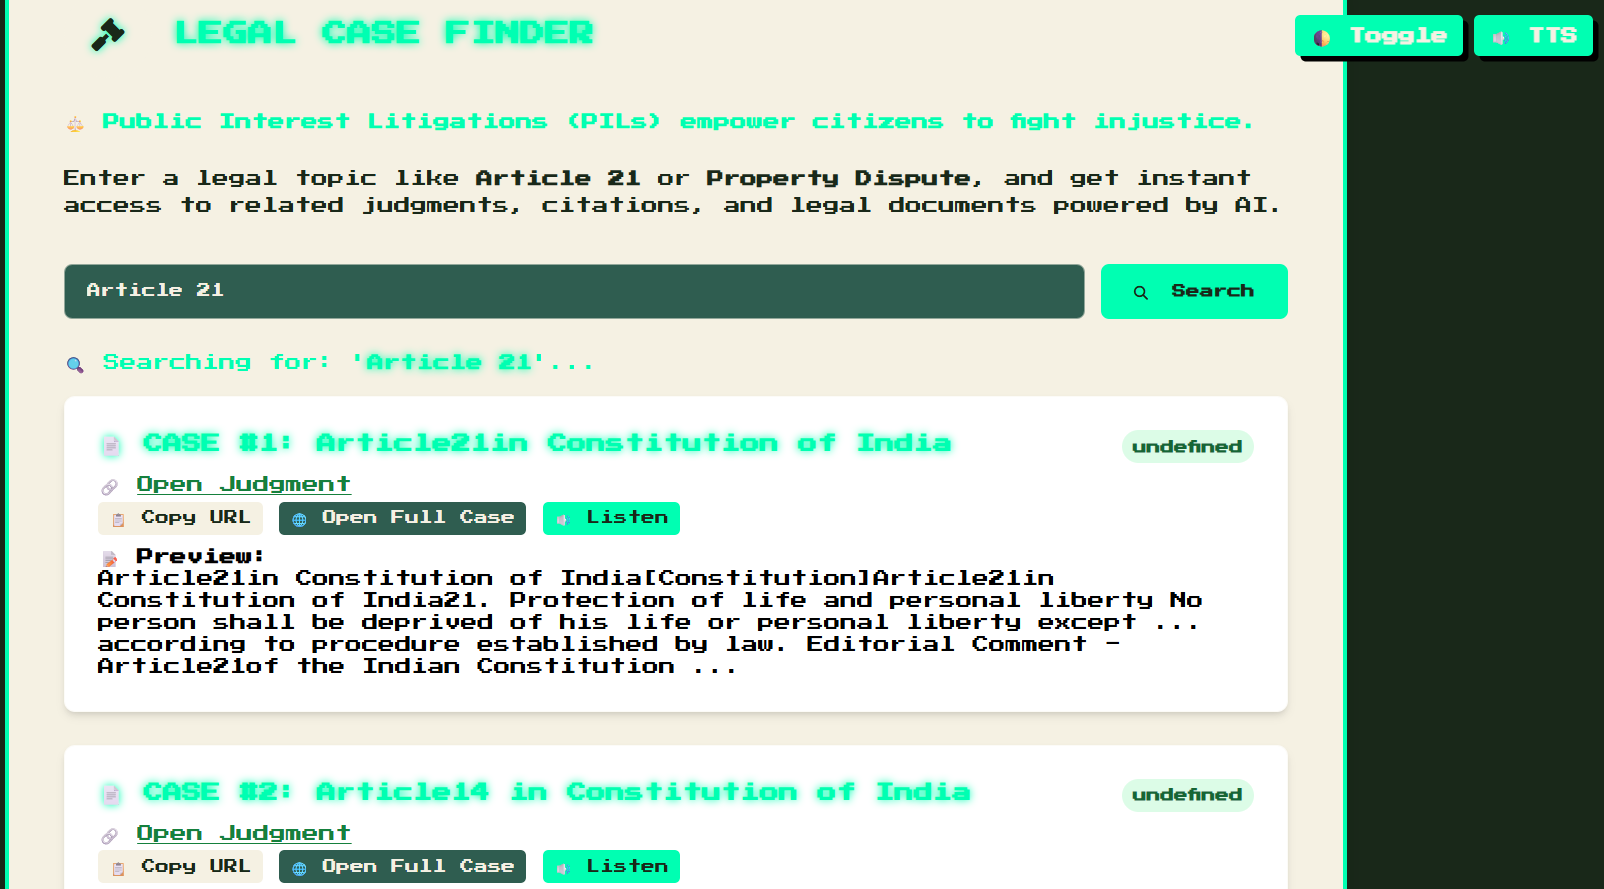 LEGAL CASE FINDER
Toggle
TTS
Public Interest Litigations (PILs) empower citizens to fight injustice.
Enter a legal topic like Article 21 or Property Dispute, and get instant
access to related judgments, citations, and legal documents powered by AI.
Article 21
Search
Searching for: 'Article 21'...
CASE #1: Article21in Constitution of India
undefined
Open Judgment
Copy URL
Open Full Case
Listen
Preview:
Article21in Constitution of India[Constitution]Article21in
Constitution of India21. Protection of life and personal liberty No
person shall be deprived of his life or personal liberty except ...
according to procedure established by law. Editorial Comment -
Article21of the Indian Constitution ...
CASE #2: Article14 in Constitution of India
undefined
Open Judgment
Copy URL
Open Full Case
Listen